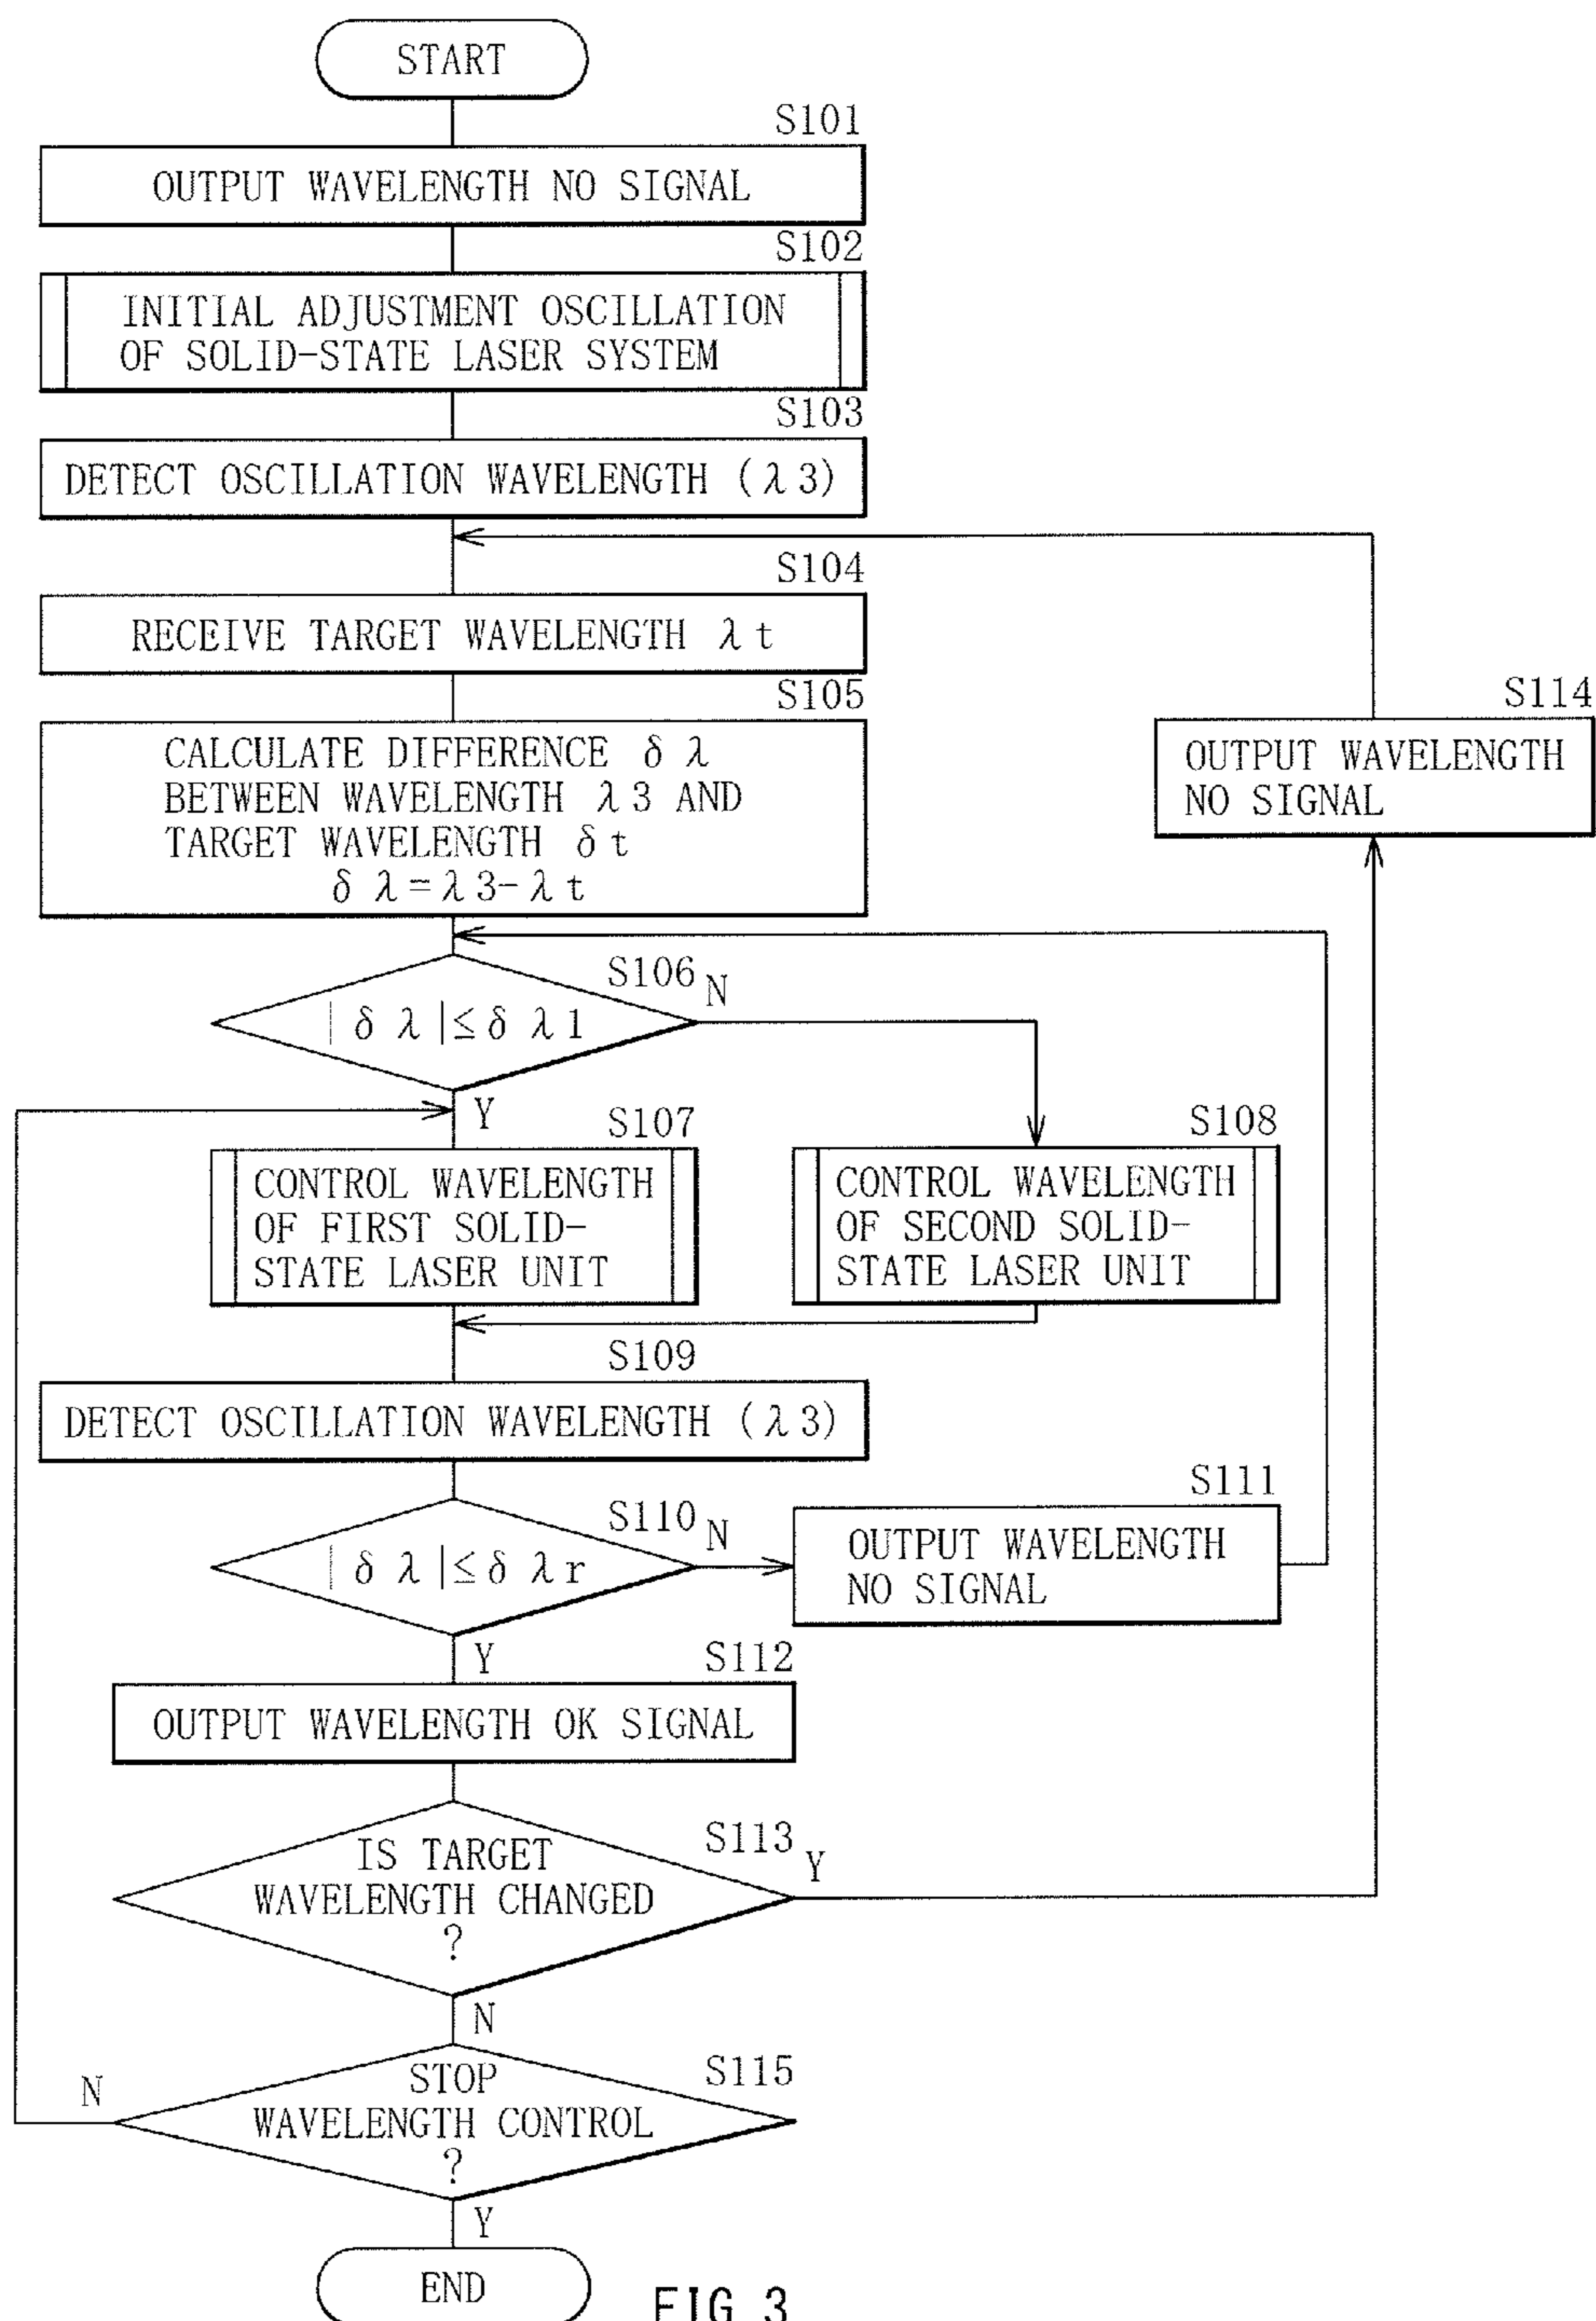 START
S101
OUTPUT WAVELENGTH NO SIGNAL
S102
INITIAL ADJUSTMENT OSCILLATION
OF SOLID-STATE LASER SYSTEM
S103
DETECT OSCILLATION WAVELENGTH (λ3)
S104
RECEIVE TARGET WAVELENGTH λt
S105
CALCULATE DIFFERENCE δλ
BETWEEN WAVELENGTH λ3 AND
TARGET WAVELENGTH δt
δλ=λ3-λt
S114
OUTPUT WAVELENGTH
NO SIGNAL
S106
N
|δλ|≤δλ1
Y
S107
CONTROL WAVELENGTH
OF FIRST SOLID-
STATE LASER UNIT
S108
CONTROL WAVELENGTH
OF SECOND SOLID-
STATE LASER UNIT
S109
DETECT OSCILLATION WAVELENGTH (λ3)
S110
N
|δλ|≤δλr
Y
S111
OUTPUT WAVELENGTH
NO SIGNAL
S112
OUTPUT WAVELENGTH OK SIGNAL
S113
Y
IS TARGET
WAVELENGTH CHANGED
?
N
S115
N
STOP
WAVELENGTH CONTROL
?
Y
END
FIG. 3